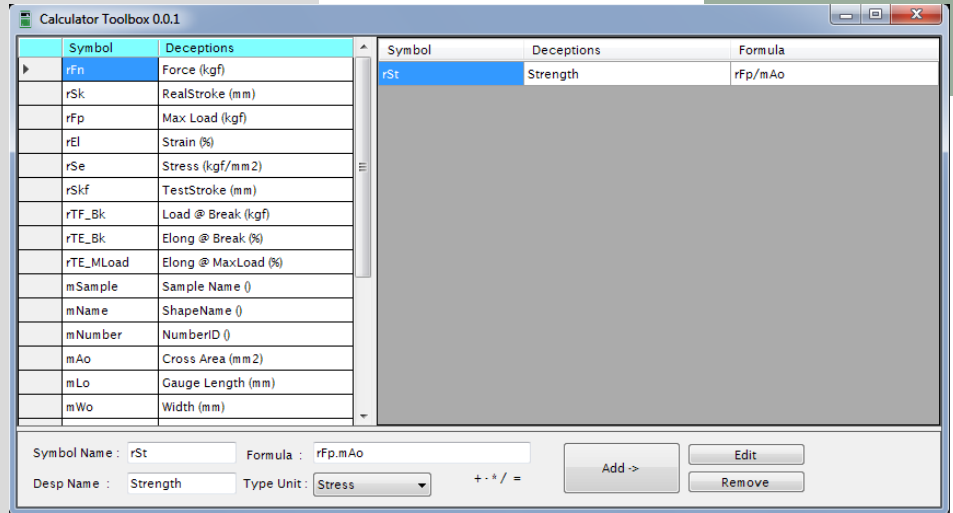 Calculator Toolbox 0.0.1
Symbol Deceptions
rFn Force (kgf)
rSk RealStroke (mm)
rFp Max Load (kgf)
rEl Strain (%)
rSe Stress (kgf/mm2)
rSkf TestStroke (mm)
rTF_Bk Load @ Break (kgf)
rTE_Bk Elong @ Break (%)
rTE_MLoad Elong @ MaxLoad (%)
mSample Sample Name ()
mName ShapeName ()
mNumber NumberID ()
mAo Cross Area (mm2)
mLo Gauge Length (mm)
mWo Width (mm)
Symbol Deceptions Formula
rSt Strength rFp/mAo
Symbol Name : rSt Formula : rFp.mAo
Desp Name : Strength Type Unit : Stress
+ - * / =
Add ->
Edit
Remove